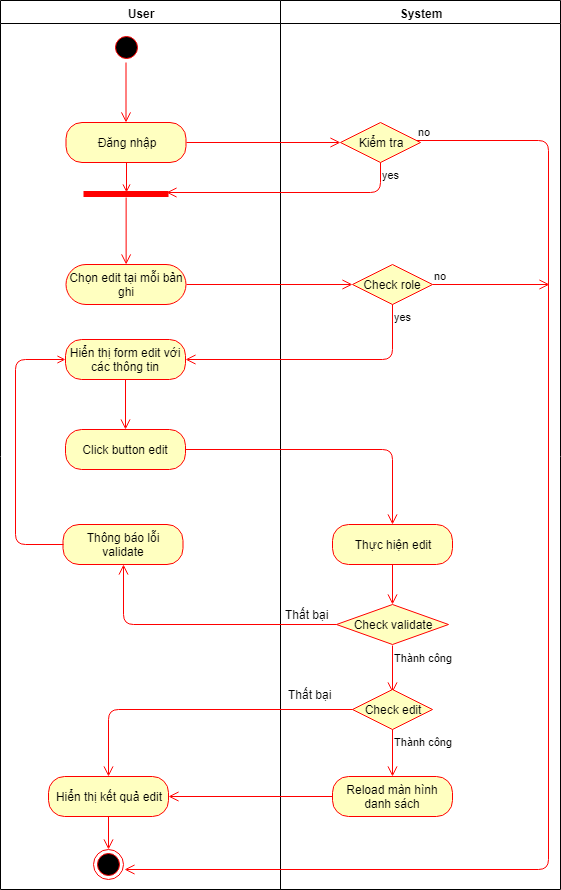 User
System
Đăng nhập
Kiểm tra
no
yes
Chọn edit tại mỗi bản
ghi
Check role
no
yes
Hiển thị form edit với
các thông tin
Click button edit
Thông báo lỗi
validate
Thực hiện edit
Thất bại
Check validate
Thành công
Thất bại
Check edit
Thành công
Hiển thị kết quả edit
Reload màn hình
danh sách